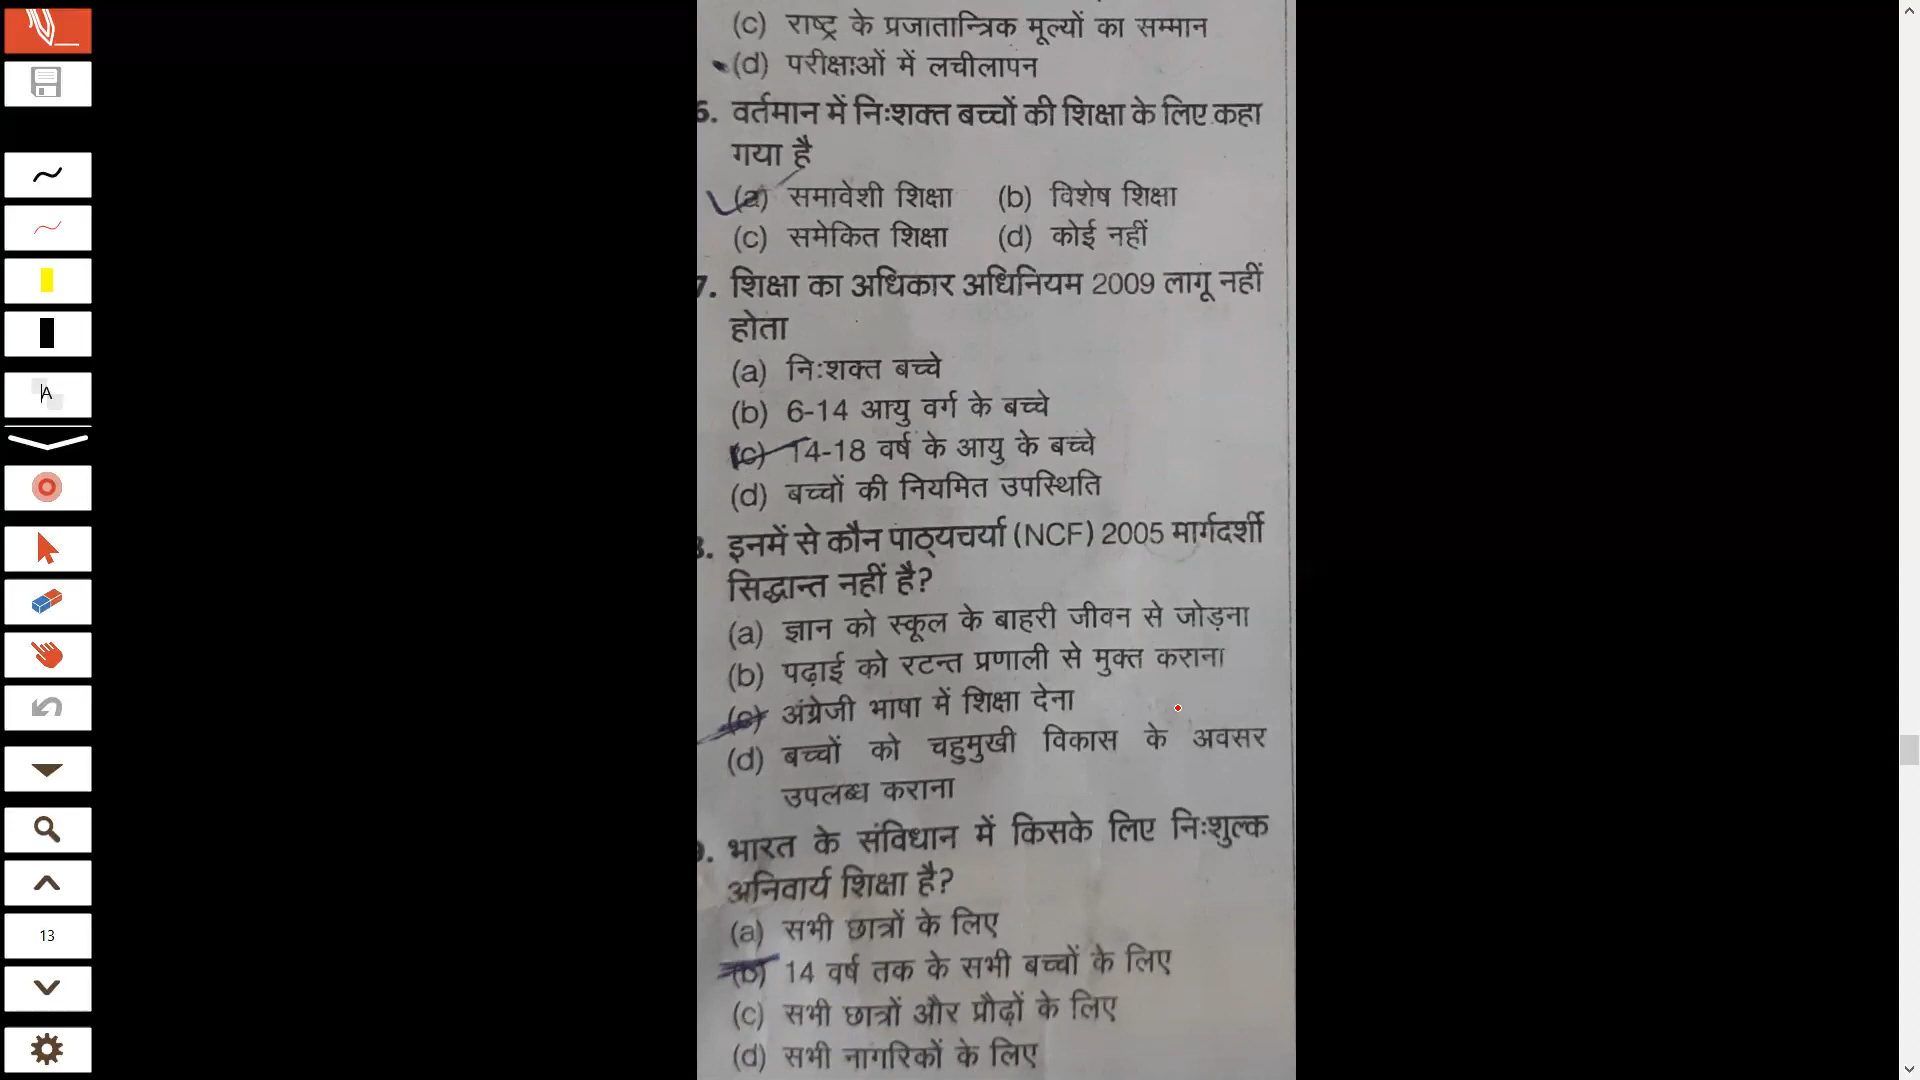 (c) राष्ट्र के प्रजातान्त्रिक मूल्यों का सम्मान
(d) परीक्षाओं में लचीलापन
6. वर्तमान में निःशक्त बच्चों की शिक्षा के लिए कहा
गया है
(a) समावेशी शिक्षा (b) विशेष शिक्षा
(c) समेकित शिक्षा (d) कोई नहीं
7. शिक्षा का अधिकार अधिनियम 2009 लागू नहीं
होता
(a) निःशक्त बच्चे
(b) 6-14 आयु वर्ग के बच्चे
(c) 14-18 वर्ष के आयु के बच्चे
(d) बच्चों की नियमित उपस्थिति
8. इनमें से कौन पाठ्यचर्या (NCF) 2005 मार्गदर्शी
सिद्धान्त नहीं है?
(a) ज्ञान को स्कूल के बाहरी जीवन से जोड़ना
(b) पढ़ाई को रटन्त प्रणाली से मुक्त कराना
(c) अंग्रेजी भाषा में शिक्षा देना
(d) बच्चों को चहुमुखी विकास के अवसर
उपलब्ध कराना
9. भारत के संविधान में किसके लिए निःशुल्क
अनिवार्य शिक्षा है?
(a) सभी छात्रों के लिए
(b) 14 वर्ष तक के सभी बच्चों के लिए
(c) सभी छात्रों और प्रौढ़ों के लिए
(d) सभी नागरिकों के लिए
A
13